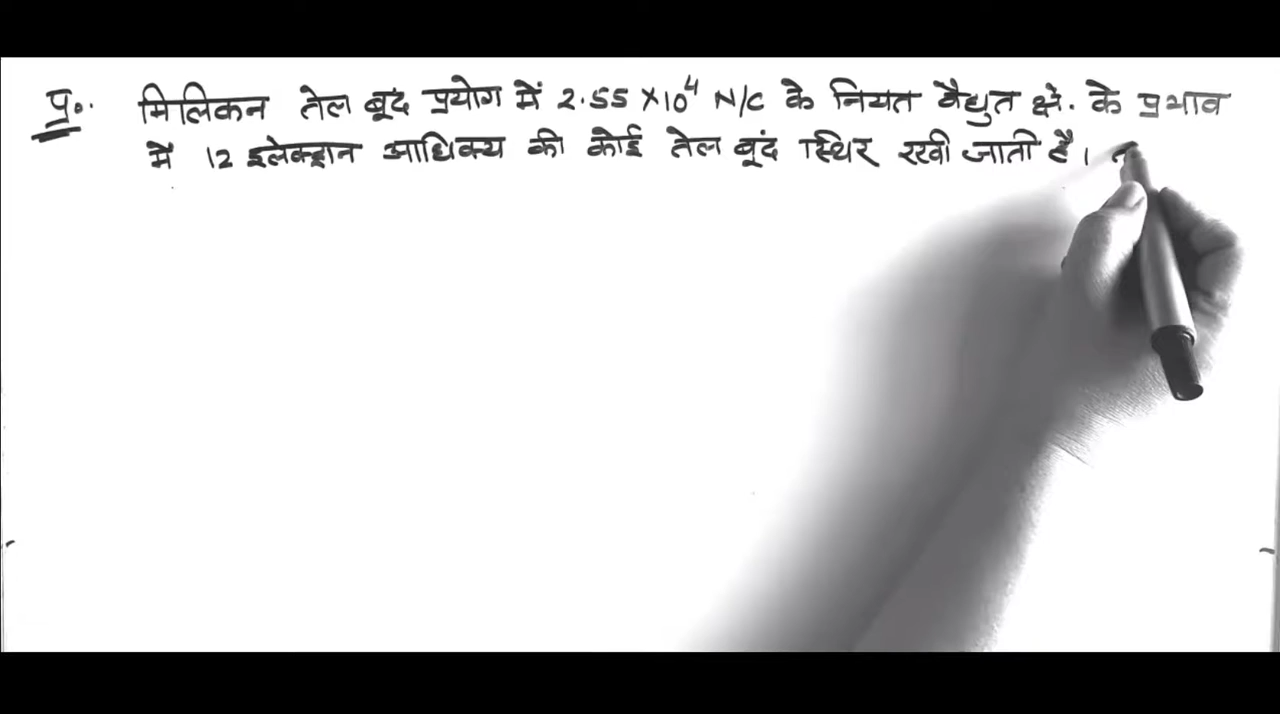 प्र०. मिलिकन तेल बूंद प्रयोग में 2.55 ×10⁴ N/C के नियत वैद्युत क्षे. के प्रभाव
में 12 इलेक्ट्रान आधिक्य की कोई तेल बूंद स्थिर रखी जाती है।